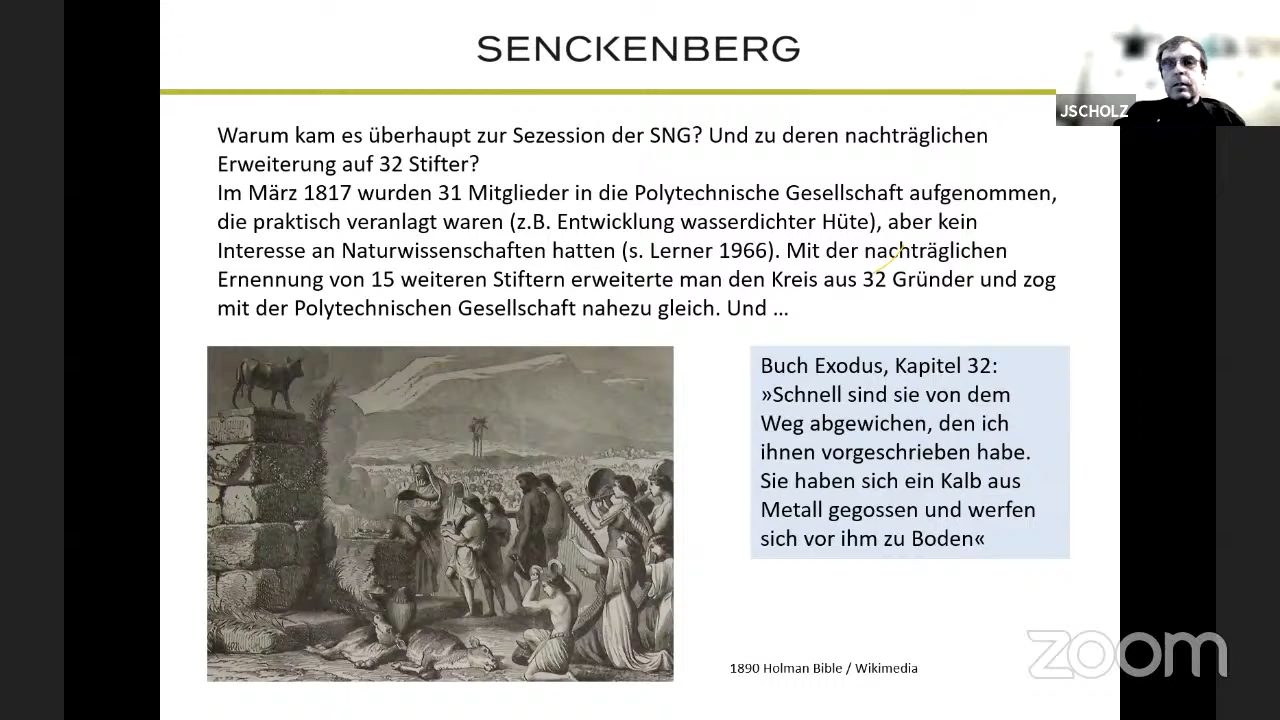 SENCKENBERG
JSCHOLZ
Warum kam es überhaupt zur Sezession der SNG? Und zu deren nachträglichen
Erweiterung auf 32 Stifter?
Im März 1817 wurden 31 Mitglieder in die Polytechnische Gesellschaft aufgenommen,
die praktisch veranlagt waren (z.B. Entwicklung wasserdichter Hüte), aber kein
Interesse an Naturwissenschaften hatten (s. Lerner 1966). Mit der nachträglichen
Ernennung von 15 weiteren Stiftern erweiterte man den Kreis aus 32 Gründer und zog
mit der Polytechnischen Gesellschaft nahezu gleich. Und ...
Buch Exodus, Kapitel 32:
»Schnell sind sie von dem
Weg abgewichen, den ich
ihnen vorgeschrieben habe.
Sie haben sich ein Kalb aus
Metall gegossen und werfen
sich vor ihm zu Boden«
1890 Holman Bible / Wikimedia
zoom